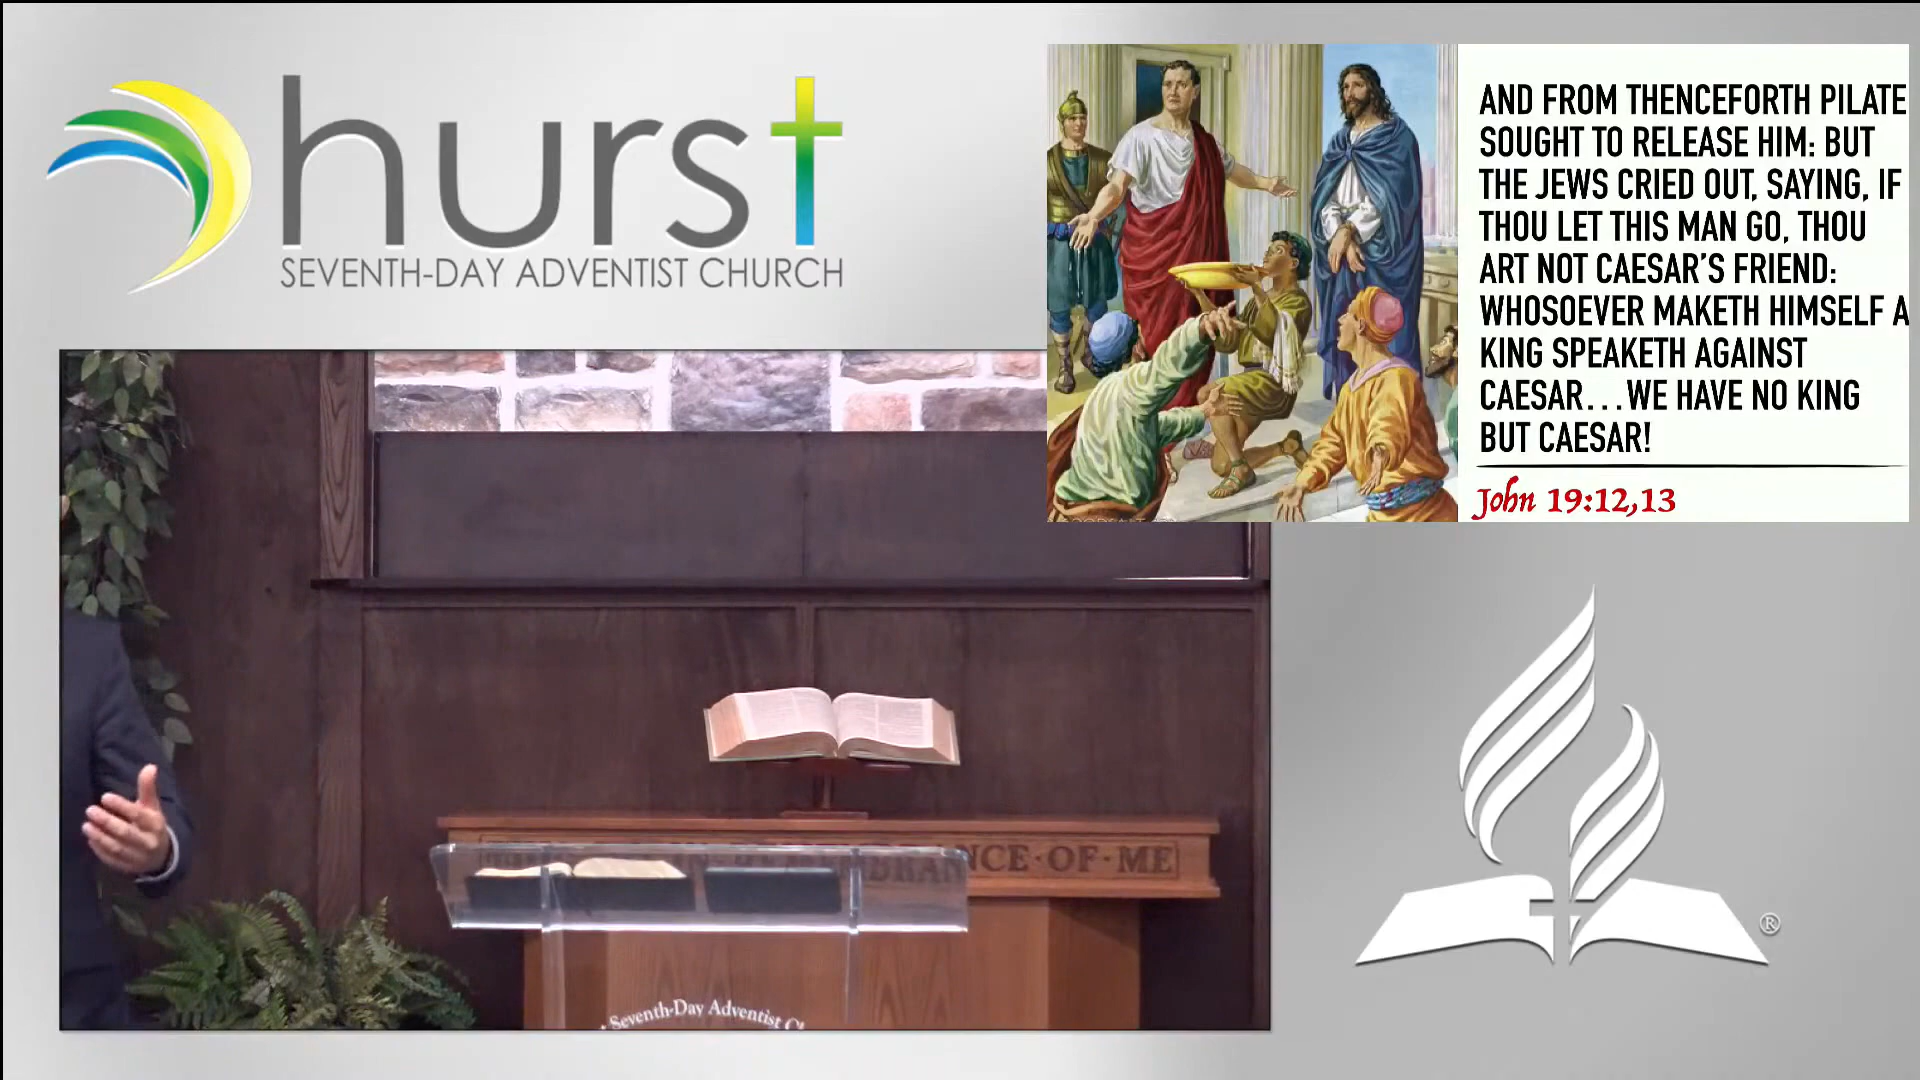 hurst
SEVENTH-DAY ADVENTIST CHURCH
AND FROM THENCEFORTH PILATE
SOUGHT TO RELEASE HIM: BUT
THE JEWS CRIED OUT, SAYING, IF
THOU LET THIS MAN GO, THOU
ART NOT CAESAR’S FRIEND:
WHOSOEVER MAKETH HIMSELF A
KING SPEAKETH AGAINST
CAESAR...WE HAVE NO KING
BUT CAESAR!
John 19:12,13
OF·ME
Seventh-Day Adventist
®